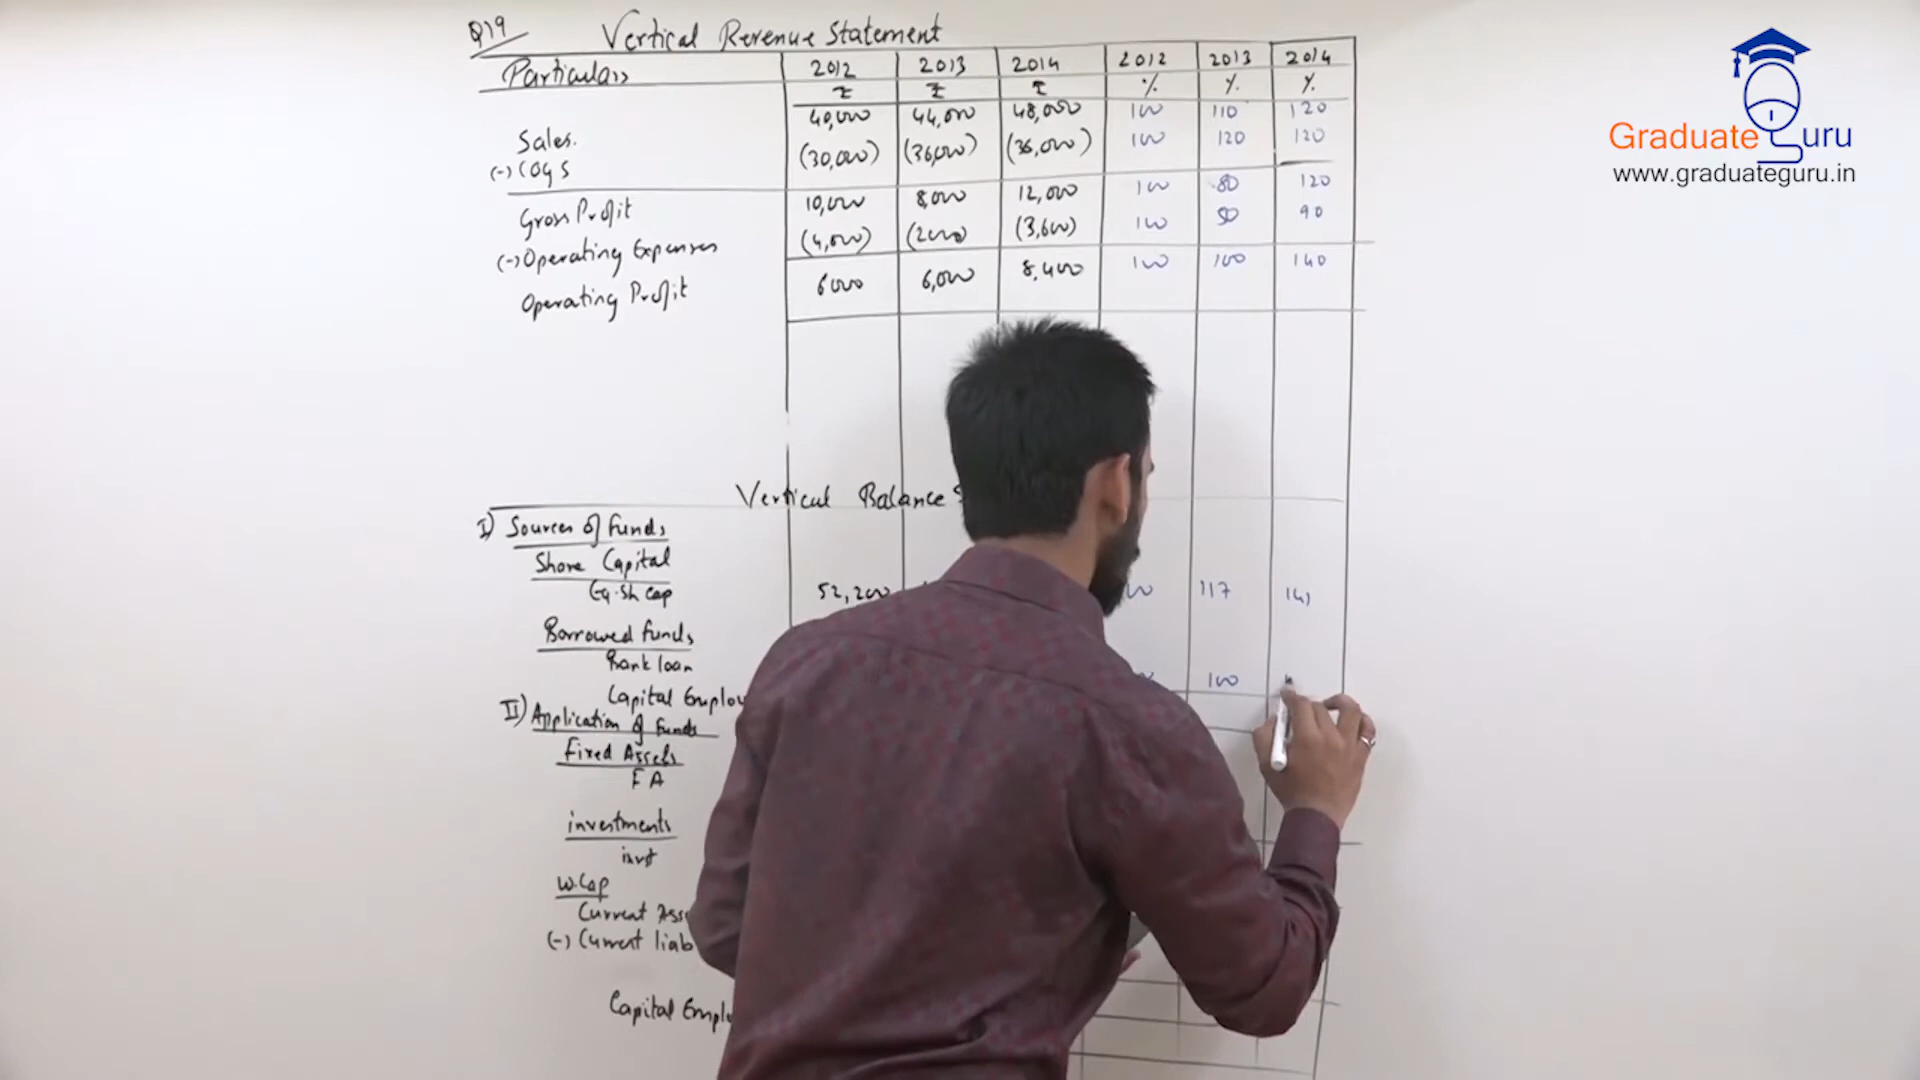 Q19 Vertical Revenue Statement
Particulars 2012 2013 2014 2012 2013 2014
₹ ₹ ₹ % % %
Sales. 40,000 44,000 48,000 100 110 120
(-) COGS (30,000) (36,000) (36,000) 100 120 120
Gross Profit 10,000 8,000 12,000 100 80 120
(-) Operating Expenses (4,000) (2000) (3,600) 100 50 90
Operating Profit 6000 6,000 8,400 100 100 140
Vertical Balance
I) Sources of Funds
Share Capital
Eq. Sh cap 52,200 117 141
Borrowed funds
Bank loan 100
Capital Employ
II) Application of Funds
Fixed Assets
FA
investments
invt
W. Cap
Current Ass
(-) Current liab
Capital Empl
Graduate Guru
www.graduateguru.in